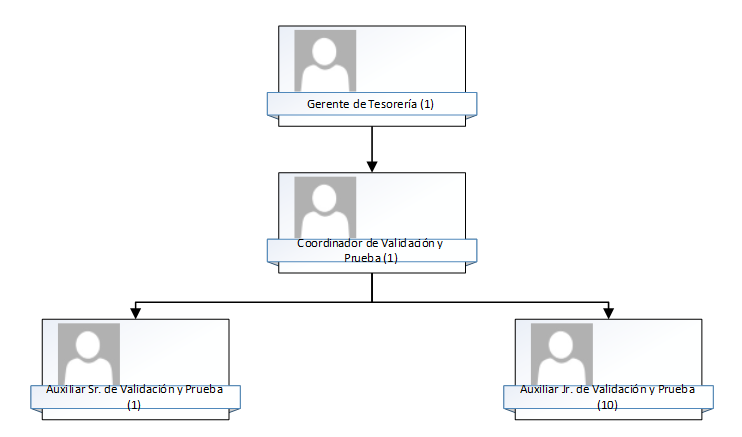 Gerente de Tesorería (1)
Coordinador de Validación y
Prueba (1)
Auxiliar Sr. de Validación y Prueba
(1)
Auxiliar Jr. de Validación y Prueba
(10)